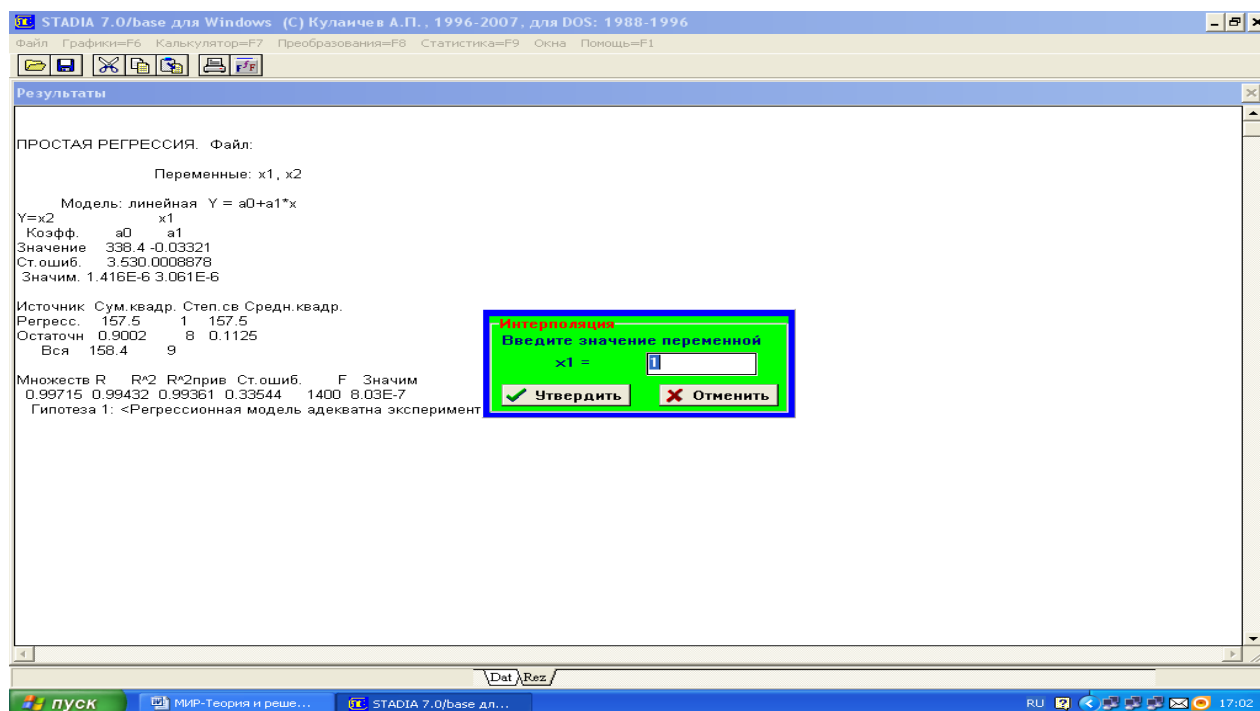 STADIA 7.0/base для Windows (C) Кулаичев А.П., 1996-2007, для DOS: 1988-1996
Файл Графики=F6 Калькулятор=F7 Преобразования=F8 Статистика=F9 Окна Помощь=F1
Результаты
ПРОСТАЯ РЕГРЕССИЯ. Файл:
Переменные: x1, x2
Модель: линейная Y = a0+a1*x
Y=x2 x1
Коэфф. a0 a1
Значение 338.4 -0.03321
Ст.ошиб. 3.530.0008878
Значим. 1.416E-6 3.061E-6
Источник Сум.квадр. Степ.св Средн.квадр.
Регресс. 157.5 1 157.5
Остаточн 0.9002 8 0.1125
Вся 158.4 9
Множеств R R^2 R^2прив Ст.ошиб. F Значим
0.99715 0.99432 0.99361 0.33544 1400 8.03E-7
Гипотеза 1: <Регрессионная модель адекватна эксперимент
Интерполяция
Введите значение переменной
x1 = 1
Утвердить Отменить
Dat Rez
пуск МИР-Теория и реше... STADIA 7.0/base дл... RU 17:02